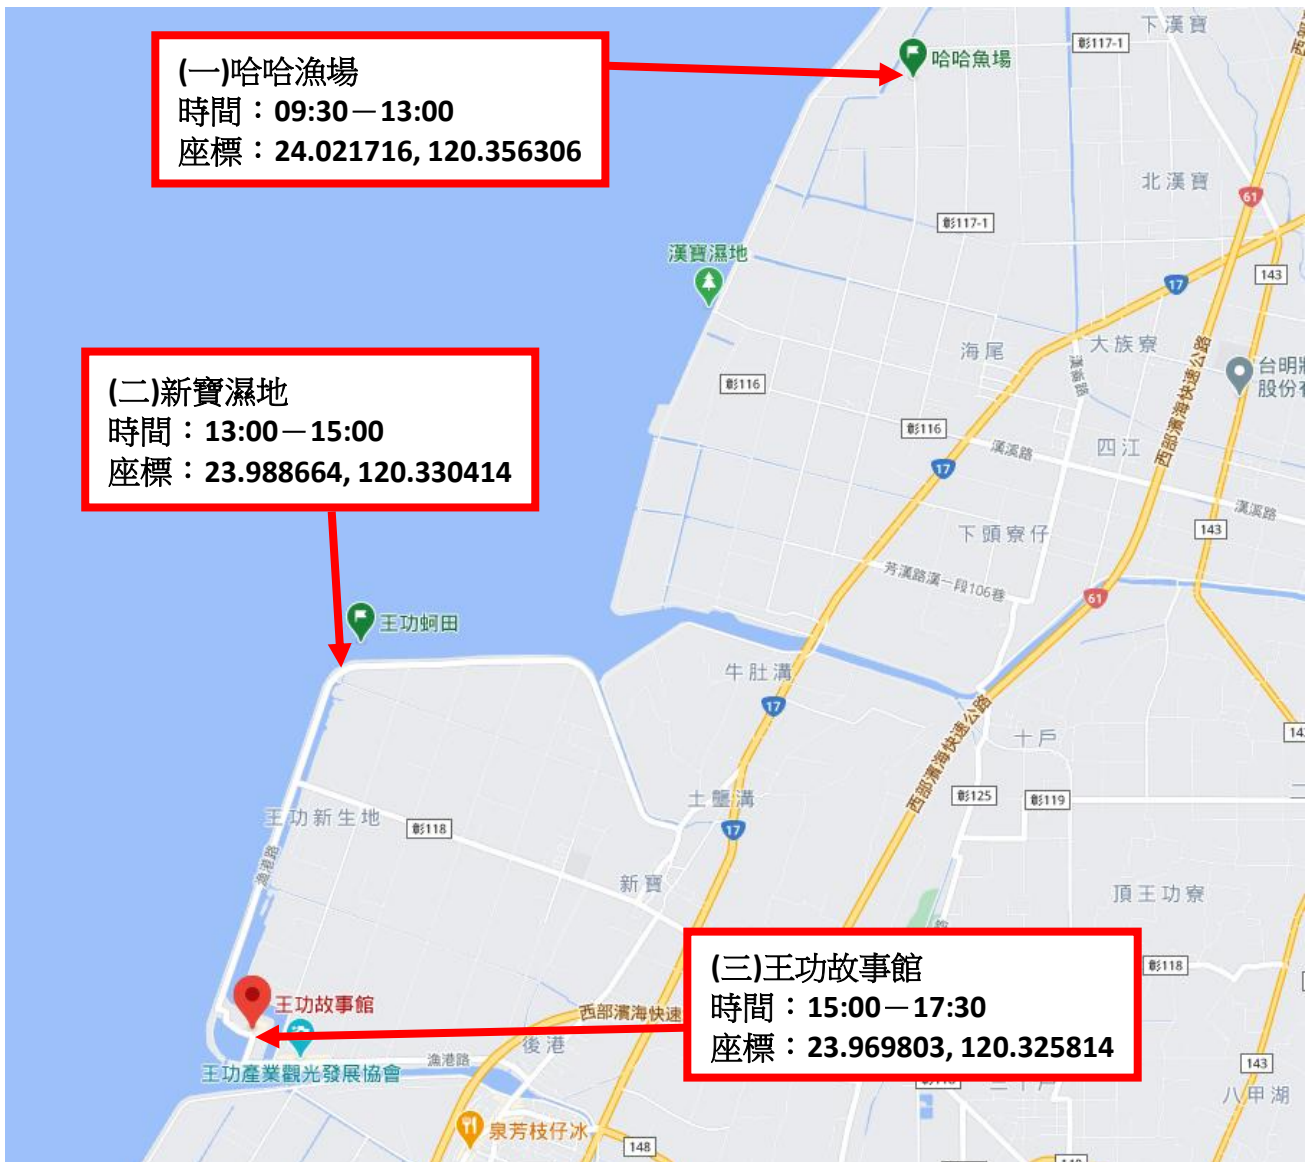 下漢寶
彰117-1
西部濱
(一)哈哈漁場
時間：09:30－13:00
座標：24.021716, 120.356306
哈哈魚場
北漢寶
61
彰117-1
漢寶濕地
143
17
海尾
大族寮
漢寶路
西部濱海快速公路
台明將
股份有
彰116
(二)新寶濕地
時間：13:00－15:00
座標：23.988664, 120.330414
彰116
漢溪路
四江
17
漢溪路
143
下頭寮仔
芳漢路漢一段106巷
61
王功蚵田
牛肚溝
17
西部濱海快速公路
十戶
14
二
土壟溝
彰125
彰119
王功新生地
彰118
17
漁港路
新寶
頂王功寮
(三)王功故事館
時間：15:00－17:30
座標：23.969803, 120.325814
彰118
王功故事館
西部濱海快速
後港
漁港路
王功產業觀光發展協會
143
八甲湖
泉芳枝仔冰
148